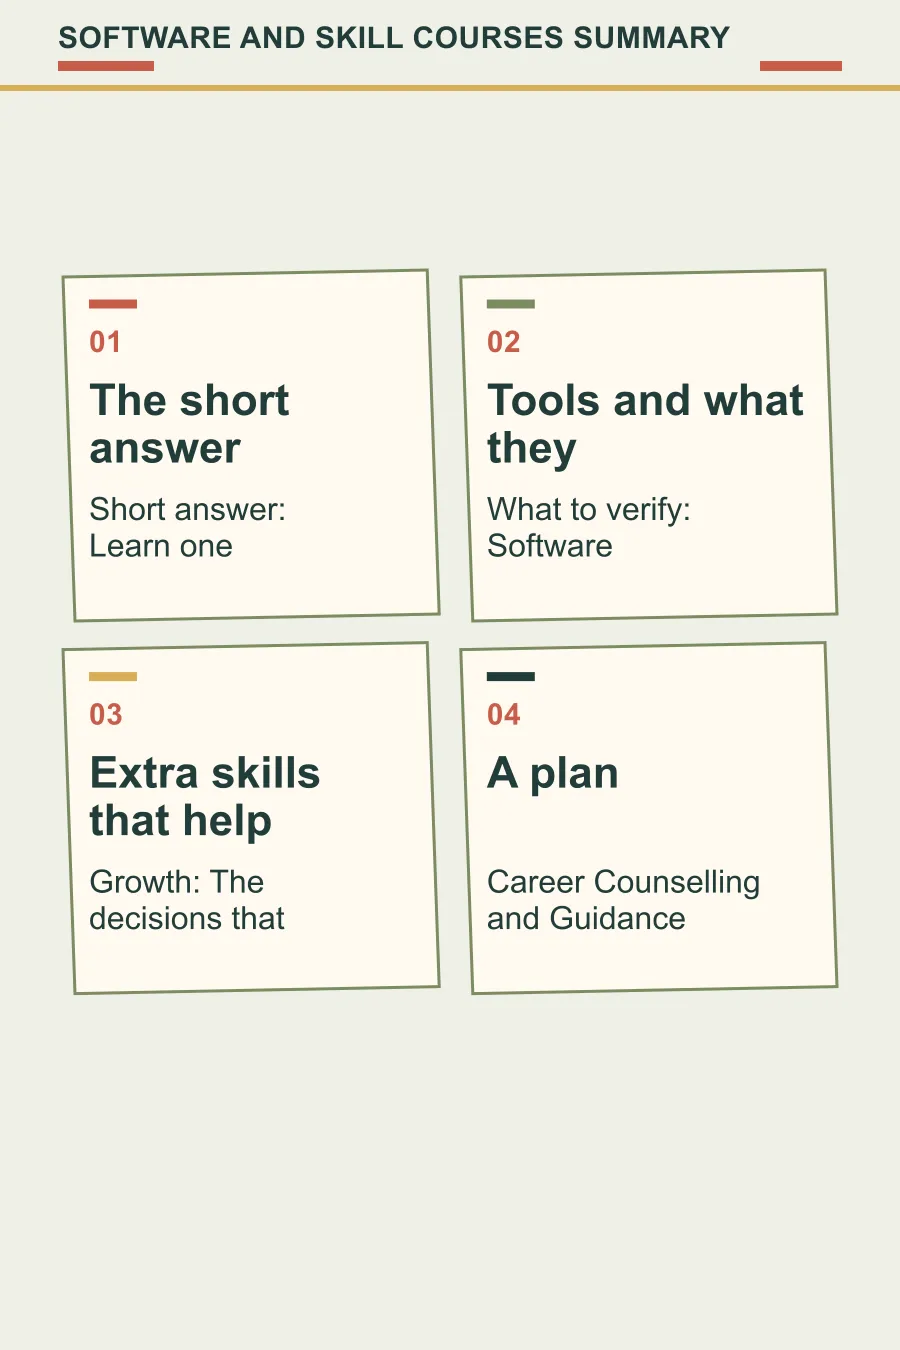 SOFTWARE AND SKILL COURSES SUMMARY
01
The short
answer
Short answer:
Learn one
02
Tools and what
they
What to verify:
Software
03
Extra skills
that help
Growth: The
decisions that
04
A plan
Career Counselling
and Guidance